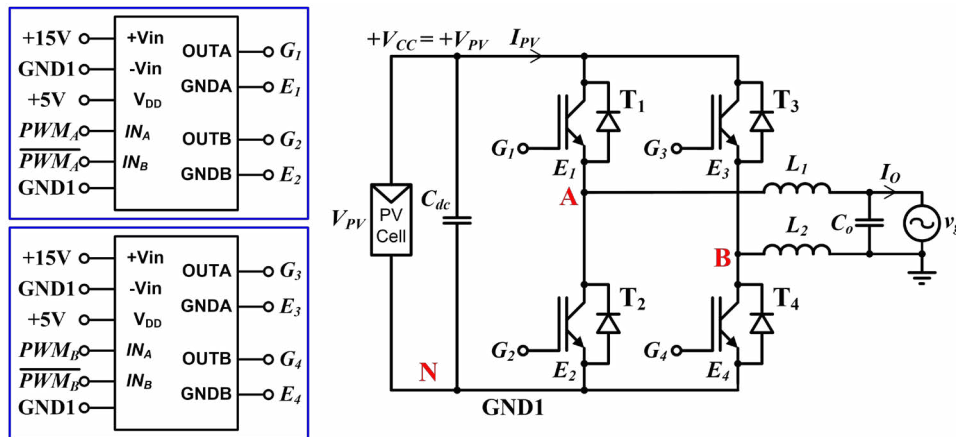 +15V
+Vin
OUTA
G1
GND1
-Vin
GNDA
E1
+5V
VDD
PWMA
INA
OUTB
G2
PWMA
INB
GNDB
E2
GND1
+15V
+Vin
OUTA
G3
GND1
-Vin
GNDA
E3
+5V
VDD
PWMB
INA
OUTB
G4
PWMB
INB
GNDB
E4
GND1
+VCC = +VPV
IPV
T1
T3
G1
G3
E1
E3
L1
IO
A
VPV
PV
Cell
Cdc
Co
L2
B
T2
T4
G2
G4
E2
E4
N
GND1